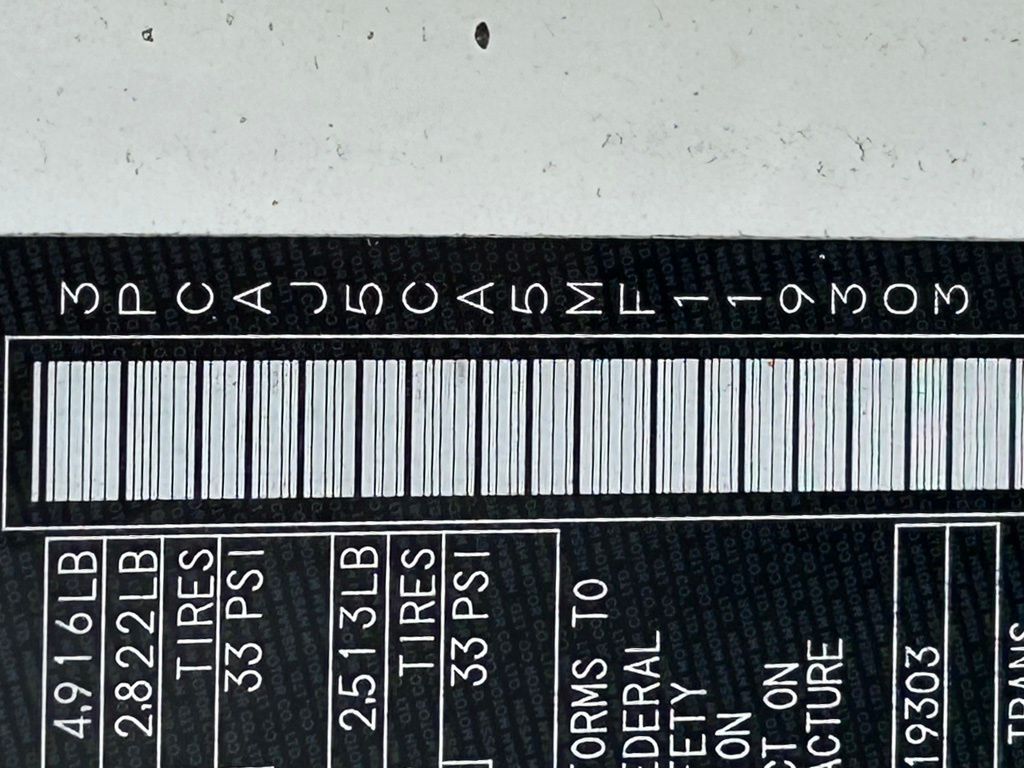 3PCAJ5CA5MF119303
4,916LB
2,822LB
TIRES
33 PSI
2,513LB
TIRES
33 PSI
ORMS TO
EDERAL
FETY
ON
CT ON
ACTURE
19303
TRANS